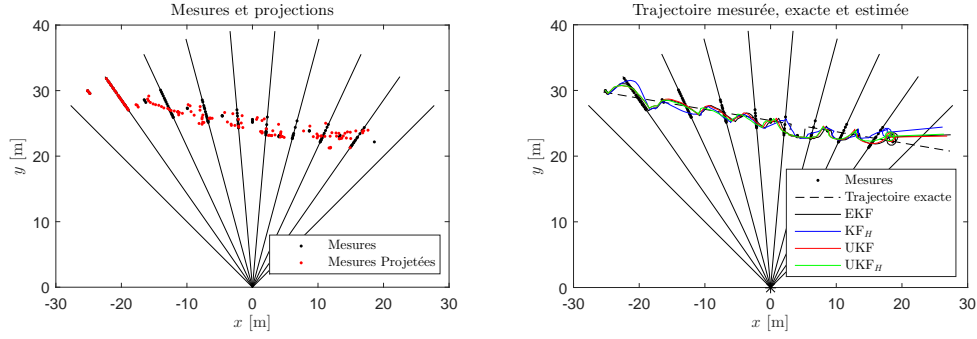 Mesures et projections
40
30
20
10
0
y [m]
-30 -20 -10 0 10 20 30
x [m]
Mesures
Mesures Projetées
Trajectoire mesurée, exacte et estimée
40
30
20
10
0
y [m]
-30 -20 -10 0 10 20 30
x [m]
Mesures
Trajectoire exacte
EKF
KF_H
UKF
UKF_H